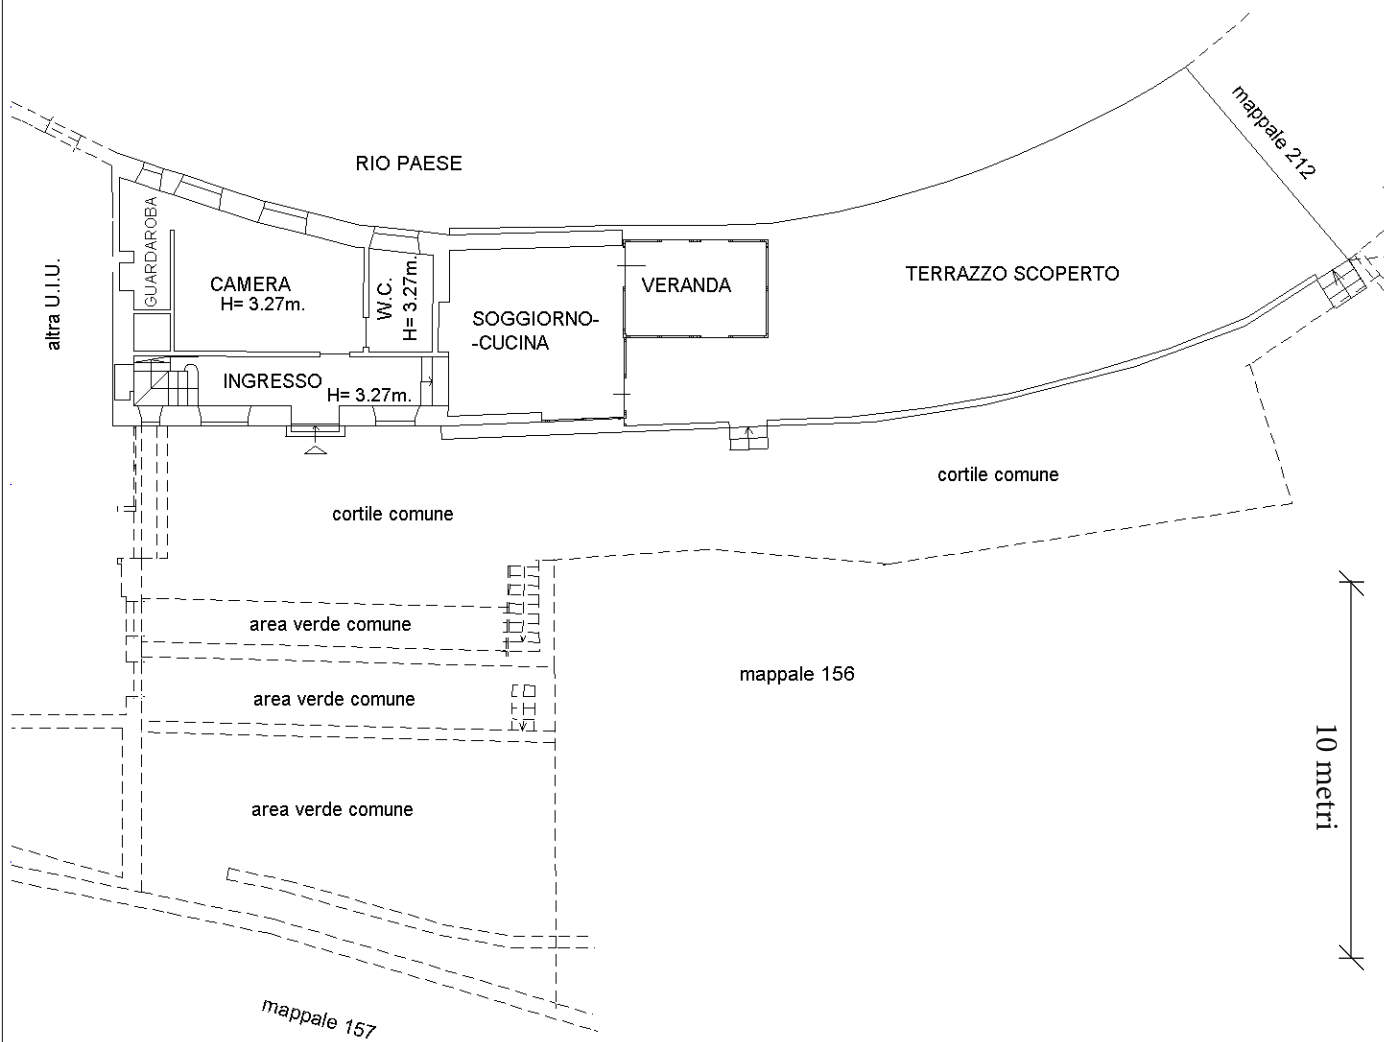 mappale 212
RIO PAESE
GUARDAROBA
CAMERA
H= 3.27m.
W.C.
H= 3.27m.
VERANDA
TERRAZZO SCOPERTO
altra U.I.U.
SOGGIORNO-
-CUCINA
INGRESSO
H= 3.27m.
cortile comune
cortile comune
area verde comune
mappale 156
area verde comune
10 metri
area verde comune
mappale 157